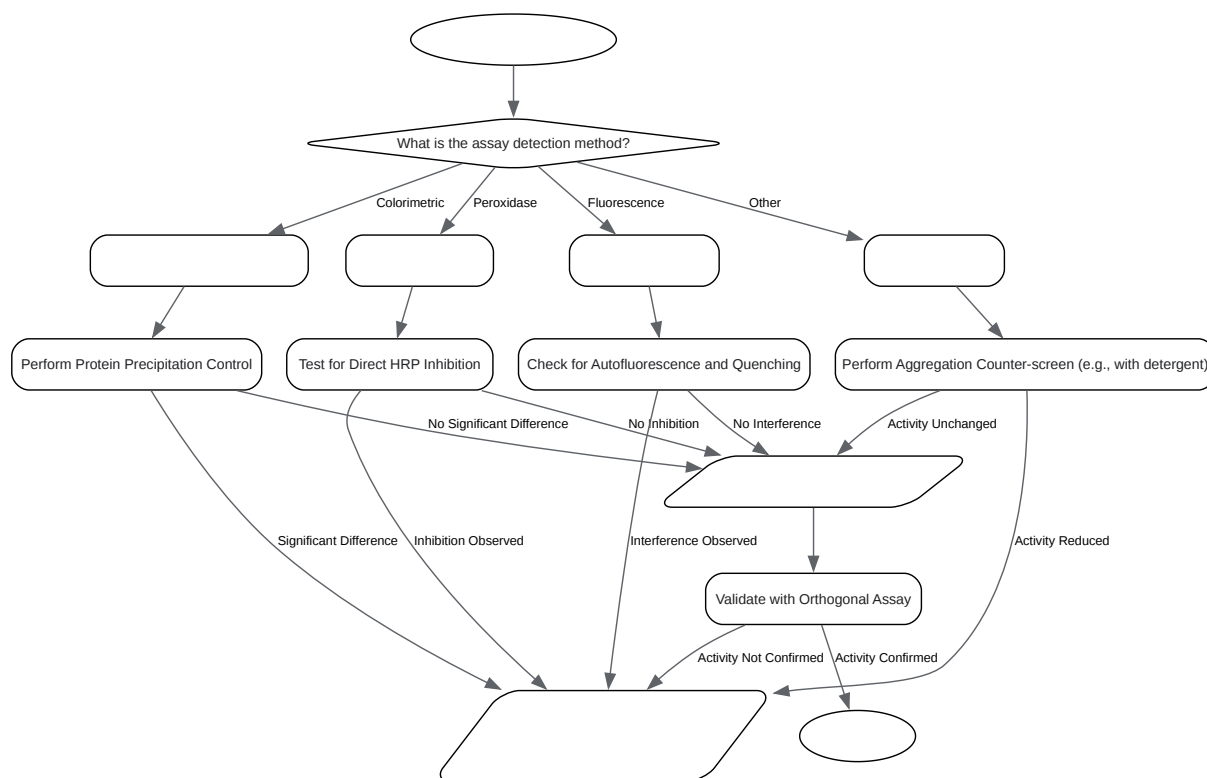 What is the assay detection method?
Colorimetric
Peroxidase
Fluorescence
Other
Perform Protein Precipitation Control
Test for Direct HRP Inhibition
Check for Autofluorescence and Quenching
Perform Aggregation Counter-screen (e.g., with detergent)
No Significant Difference
No Inhibition
No Interference
Activity Unchanged
Significant Difference
Inhibition Observed
Interference Observed
Activity Reduced
Validate with Orthogonal Assay
Activity Not Confirmed
Activity Confirmed